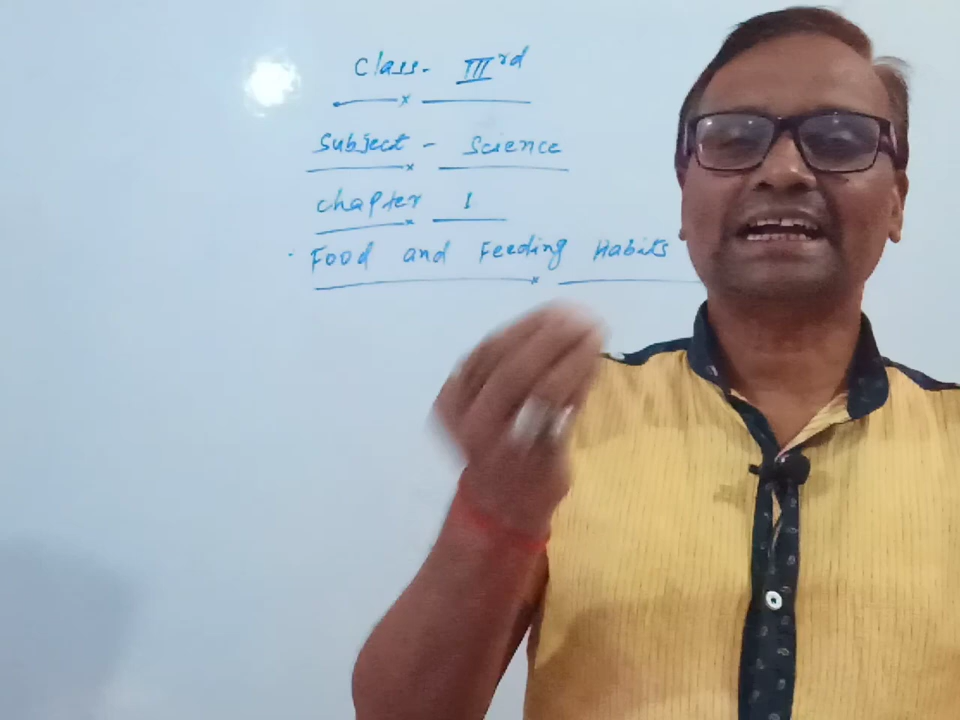 Class- IIIrd
Subject - Science
Chapter 1
Food and Feeding Habits